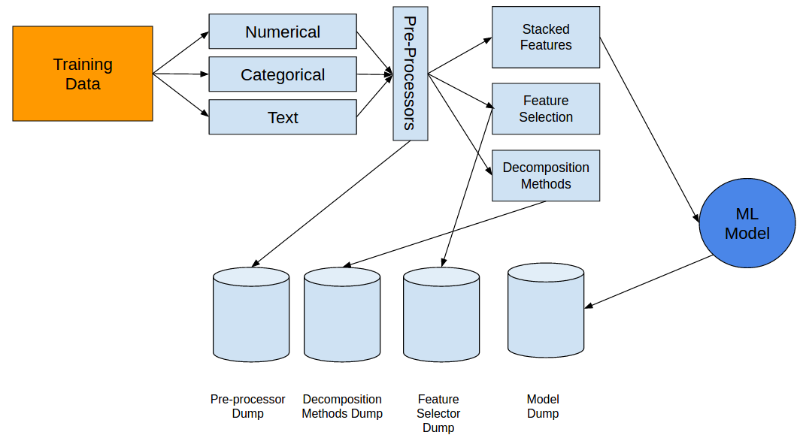 Training
Data
Numerical
Categorical
Text
Pre-Processors
Stacked
Features
Feature
Selection
Decomposition
Methods
ML
Model
Pre-processor
Dump
Decomposition
Methods Dump
Feature
Selector
Dump
Model
Dump